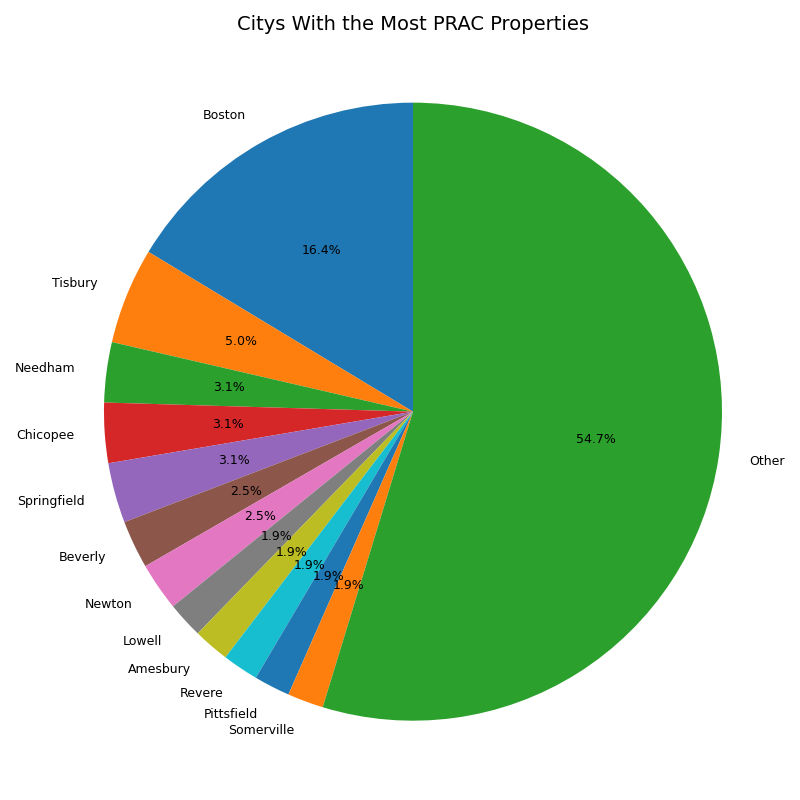 Citys With the Most PRAC Properties
Boston
16.4%
Tisbury
5.0%
Needham
3.1%
Chicopee
3.1%
Springfield
3.1%
Beverly
2.5%
Newton
2.5%
Lowell
1.9%
Amesbury
1.9%
Revere
1.9%
Pittsfield
1.9%
Somerville
1.9%
Other
54.7%